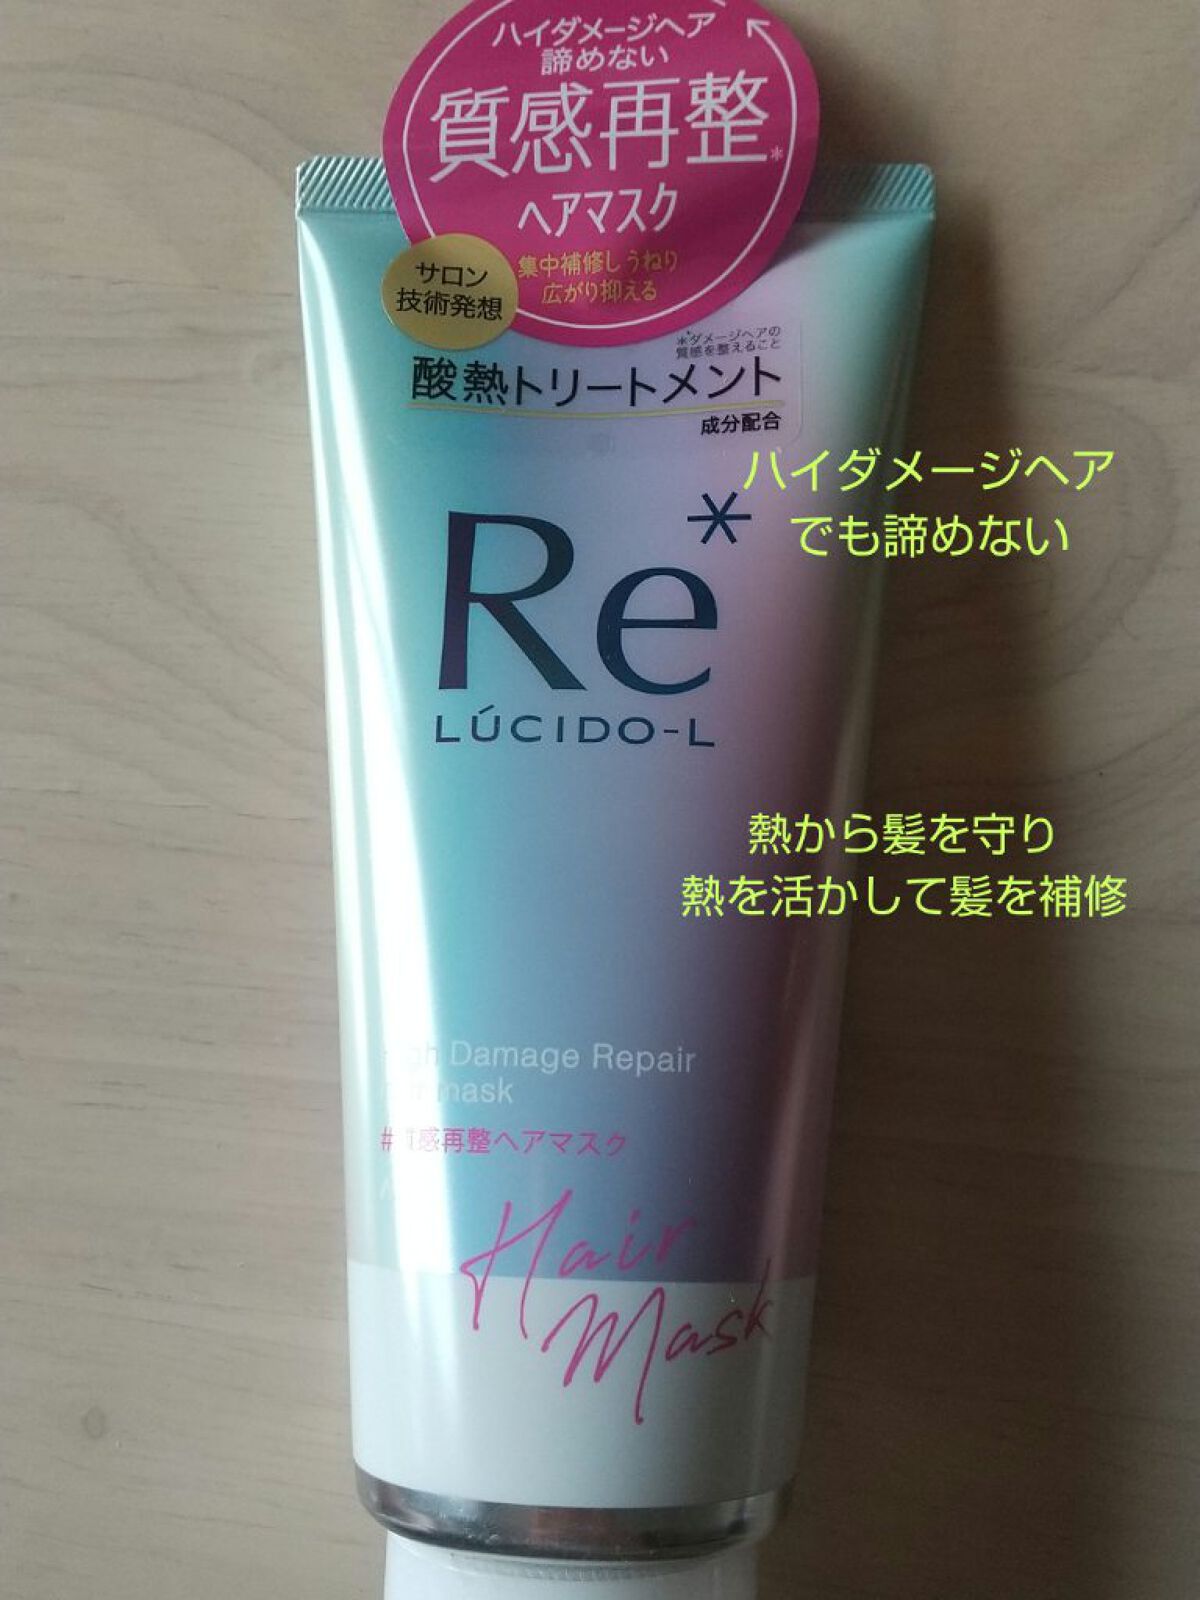 ハイダメージヘア
諦めない
質感再整*
ヘアマスク
集中補修しうねり
広がり抑える
サロン
技術発想
*ダメージヘアの
質感を整えること
酸熱トリートメント
成分配合
Re*
LÚCIDO-L
ハイダメージヘア
でも諦めない
熱から髪を守り
熱を活かして髪を補修
Damage Repair
mask
#質感再整ヘアマスク
Hair
Mask